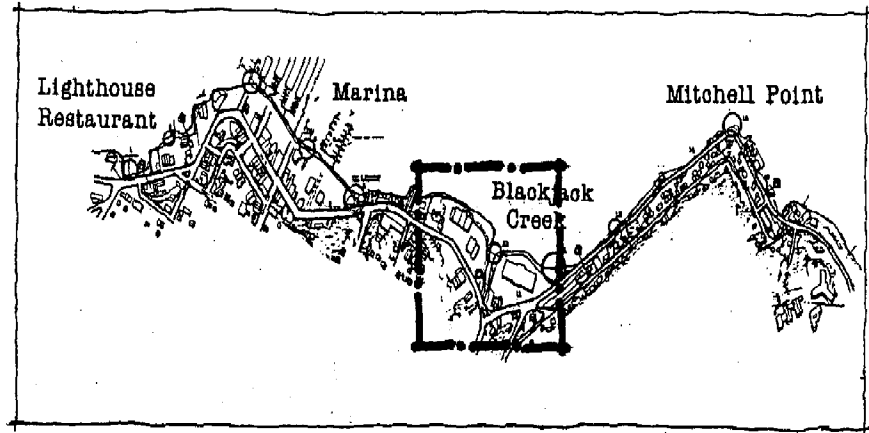 Lighthouse
Restaurant
Marina
Mitchell Point
Blackjack
Creek